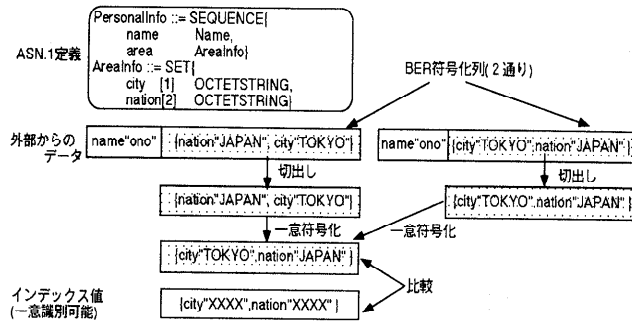 ASN.1定義
PersonalInfo ::= SEQUENCE{
name Name,
area AreaInfo}
AreaInfo ::= SET{
city [1] OCTETSTRING,
nation[2] OCTETSTRING}
BER符号化列(２通り)
外部からの
データ
name"ono" {nation"JAPAN", city"TOKYO"}
name"ono" {city"TOKYO",nation"JAPAN" }
切出し
切出し
{nation"JAPAN", city"TOKYO"}
{city"TOKYO",nation"JAPAN" }
一意符号化
一意符号化
{city"TOKYO",nation"JAPAN" }
比較
インデックス値
(一意識別可能)
{city"XXXX",nation"XXXX" }